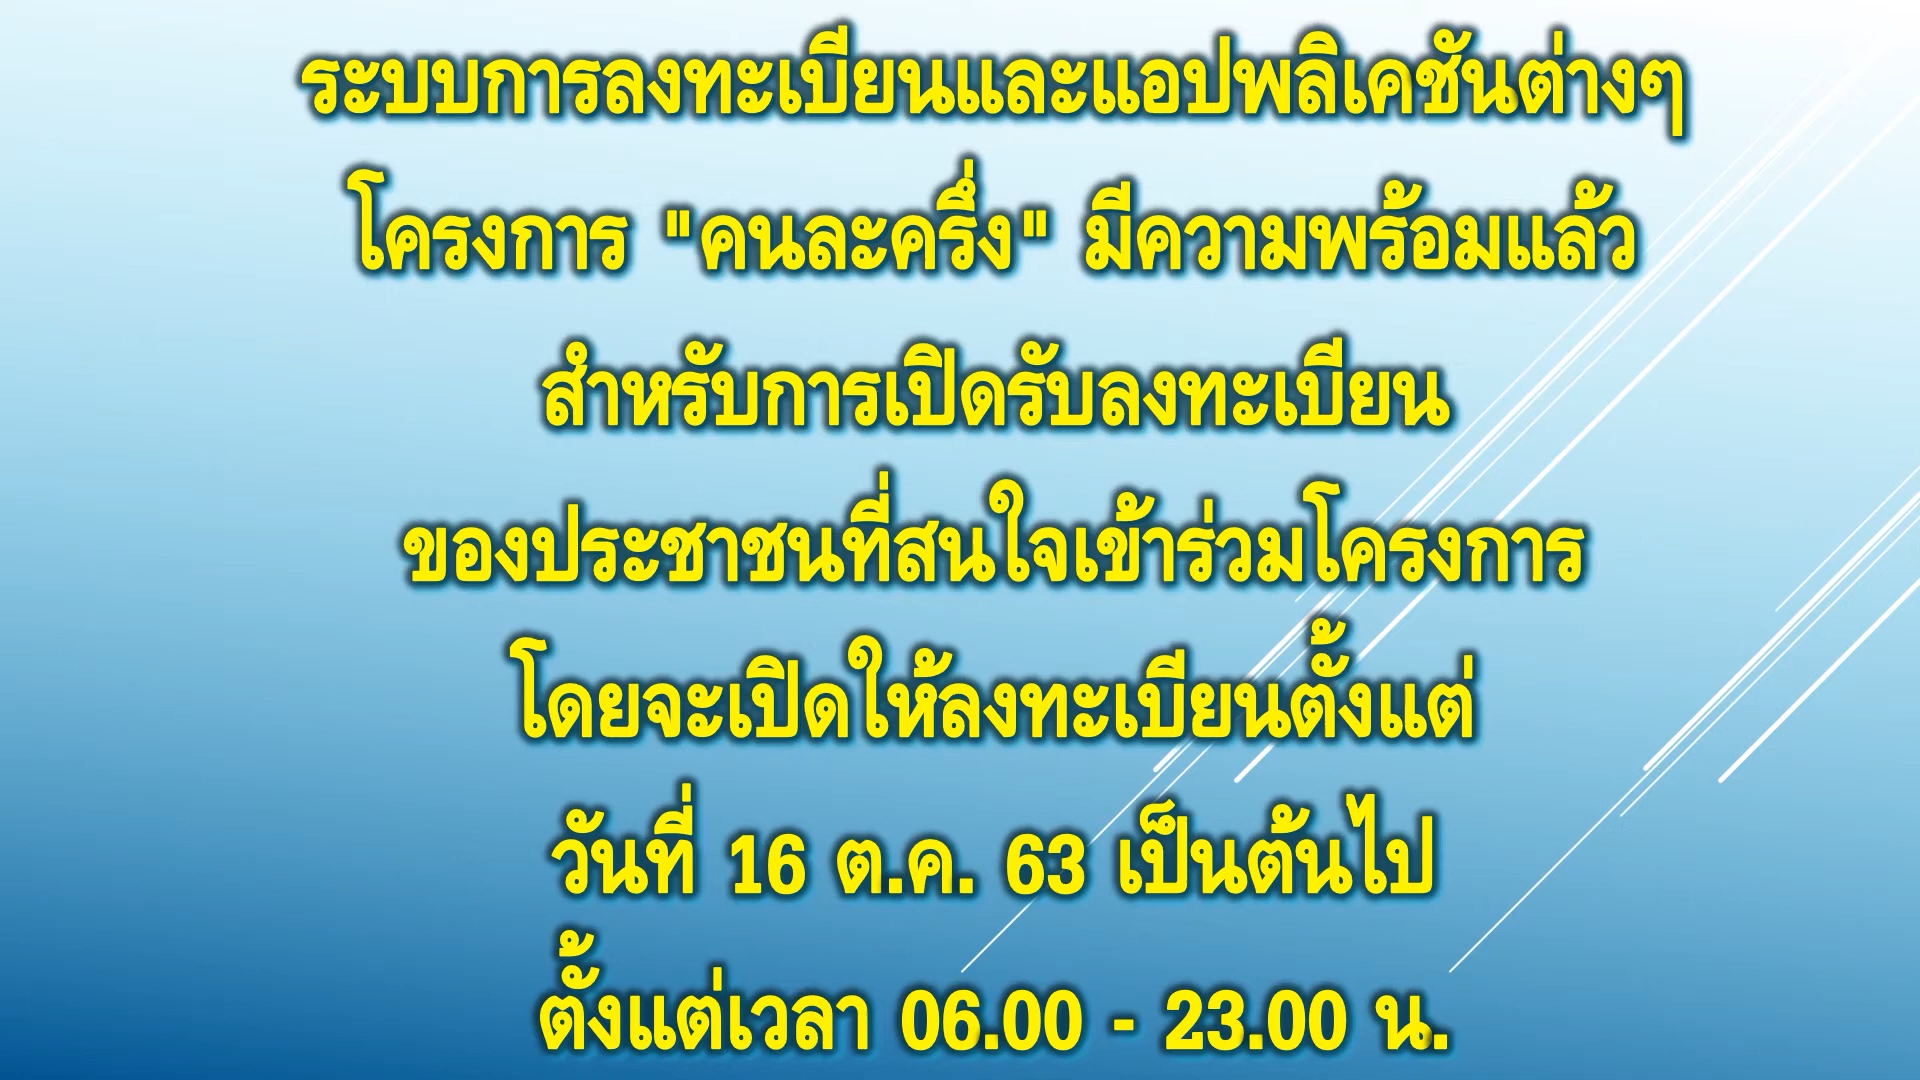 ระบบการลงทะเบียนและแอปพลิเคชันต่างๆ
โครงการ "คนละครึ่ง" มีความพร้อมแล้ว
สำหรับการเปิดรับลงทะเบียน
ของประชาชนที่สนใจเข้าร่วมโครงการ
โดยจะเปิดให้ลงทะเบียนตั้งแต่
วันที่ 16 ต.ค. 63 เป็นต้นไป
ตั้งแต่เวลา 06.00 - 23.00 น.